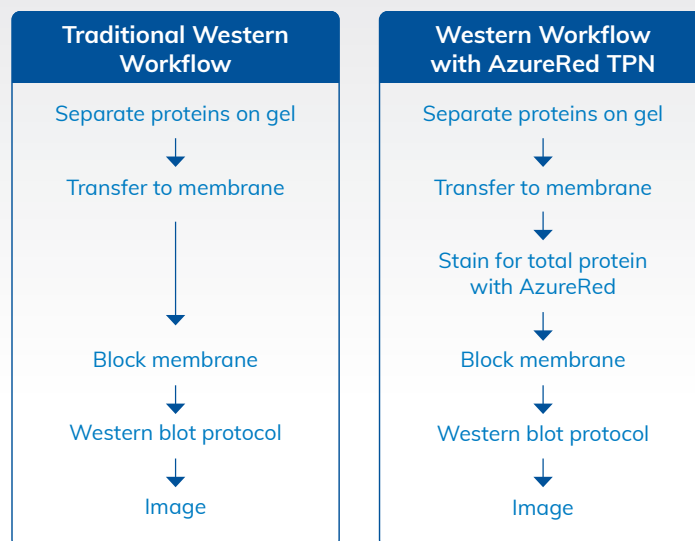 Traditional Western
Workflow
Separate proteins on gel
Transfer to membrane
Block membrane
Western blot protocol
Image
Western Workflow
with AzureRed TPN
Separate proteins on gel
Transfer to membrane
Stain for total protein
with AzureRed
Block membrane
Western blot protocol
Image